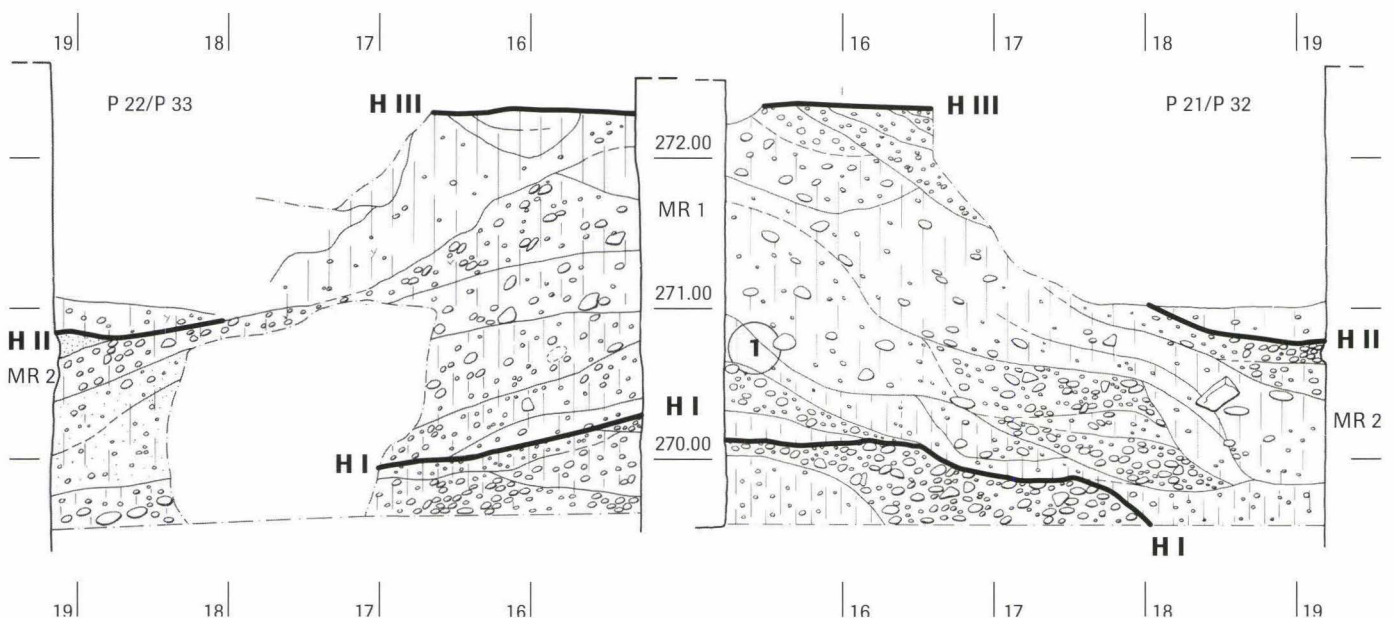 19 18 17 16 16 17 18 19
P 22/P 33 H III H III P 21/P 32
272.00
MR 1
271.00
H II 1 H II
MR 2
H I MR 2
270.00
H I
H I
19 18 17 16 16 17 18 19